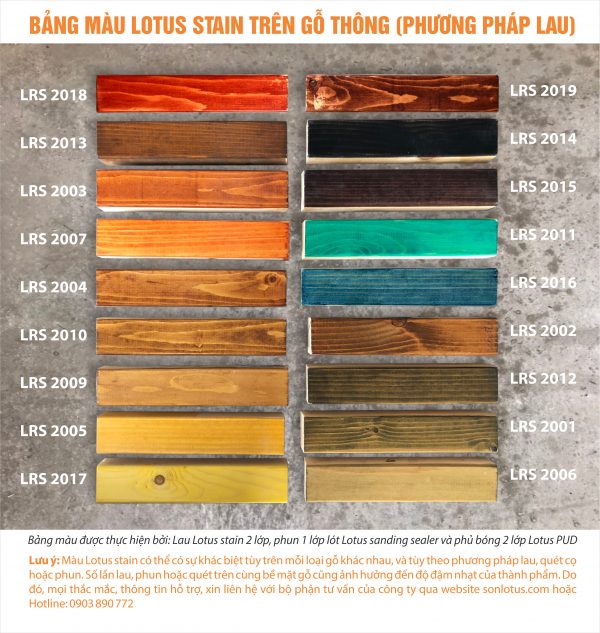 BẢNG MÀU LOTUS STAIN TRÊN GỖ THÔNG (PHƯƠNG PHÁP LAU)
LRS 2018
LRS 2019
LRS 2013
LRS 2014
LRS 2003
LRS 2015
LRS 2007
LRS 2011
LRS 2004
LRS 2016
LRS 2010
LRS 2002
LRS 2009
LRS 2012
LRS 2005
LRS 2001
LRS 2017
LRS 2006
Bảng màu được thực hiện bởi: Lau Lotus stain 2 lớp, phun 1 lớp lót Lotus sanding sealer và phủ bóng 2 lớp Lotus PUD
Lưu ý: Màu Lotus stain có thể có sự khác biệt tùy trên mỗi loại gỗ khác nhau, và tùy theo phương pháp lau, quét cọ
hoặc phun. Số lần lau, phun hoặc quét trên cùng bề mặt gỗ cũng ảnh hưởng đến độ đậm nhạt của thành phẩm. Do
đó, mọi thắc mắc, thông tin hỗ trợ, xin liên hệ với bộ phận tư vấn của công ty qua website sonlotus.com hoặc
Hotline: 0903 890 772